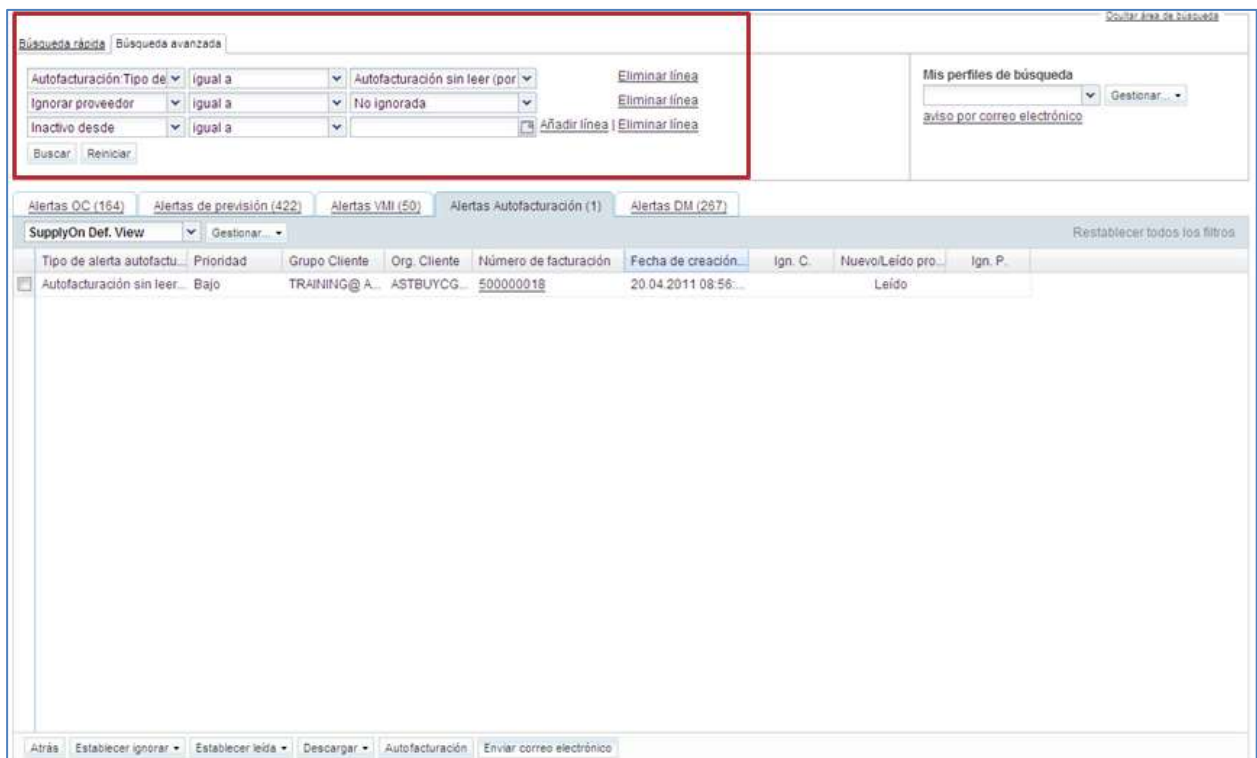 Ocultar área de búsqueda
Búsqueda rápida Búsqueda avanzada
Autofacturación:Tipo de igual a Autofacturación sin leer (por Eliminar línea
Ignorar proveedor igual a No ignorada Eliminar línea
Inactivo desde igual a Añadir línea | Eliminar línea
Buscar Reiniciar
Mis perfiles de búsqueda
Gestionar...
aviso por correo electrónico
Alertas OC (164) Alertas de previsión (422) Alertas VMI (50) Alertas Autofacturación (1) Alertas DM (267)
SupplyOn Def. View Gestionar... Restablecer todos los filtros
Tipo de alerta autofactu... Prioridad Grupo Cliente Org. Cliente Número de facturación Fecha de creación... Ign. C. Nuevo/Leído pro... Ign. P.
Autofacturación sin leer... Bajo TRAINING@ A... ASTBUYCG... 500000018 20.04.2011 08:56:... Leído
Atrás Establecer ignorar Establecer leída Descargar Autofacturación Enviar correo electrónico